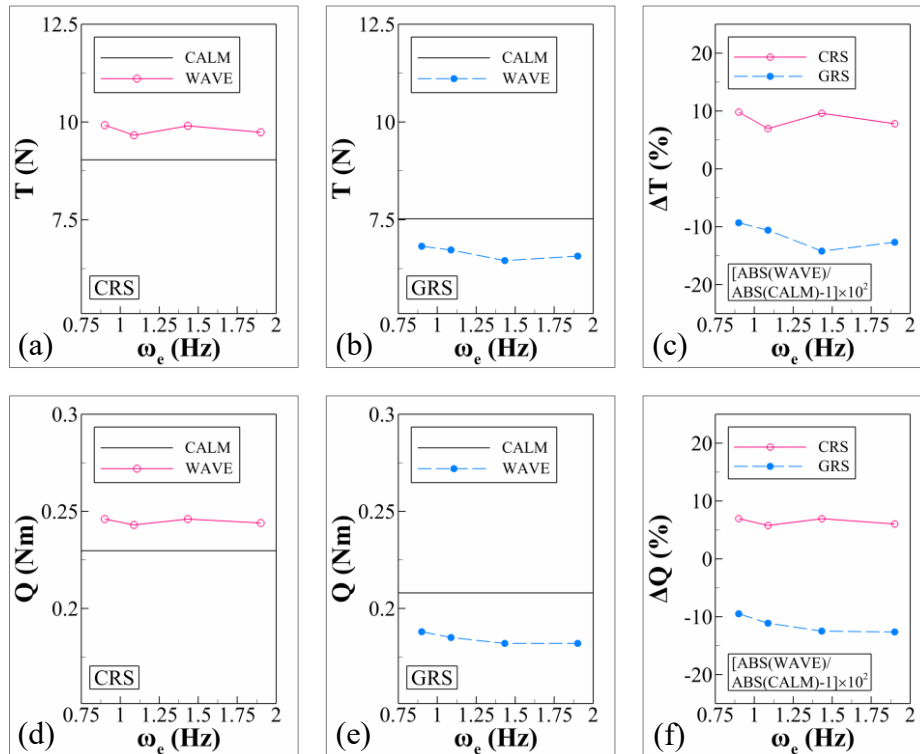 12.5
10
7.5
T (N)
CALM
WAVE
CRS
0.75 1 1.25 1.5 1.75 2
(a) ωe (Hz)
12.5
10
7.5
T (N)
CALM
WAVE
GRS
0.75 1 1.25 1.5 1.75 2
(b) ωe (Hz)
20
10
0
-10
-20
ΔT (%)
CRS
GRS
[ABS(WAVE)/
ABS(CALM)-1]×10²
0.75 1 1.25 1.5 1.75 2
(c) ωe (Hz)
0.3
0.25
0.2
Q (Nm)
CALM
WAVE
CRS
0.75 1 1.25 1.5 1.75 2
(d) ωe (Hz)
0.3
0.25
0.2
Q (Nm)
CALM
WAVE
GRS
0.75 1 1.25 1.5 1.75 2
(e) ωe (Hz)
20
10
0
-10
-20
ΔQ (%)
CRS
GRS
[ABS(WAVE)/
ABS(CALM)-1]×10²
0.75 1 1.25 1.5 1.75 2
(f) ωe (Hz)